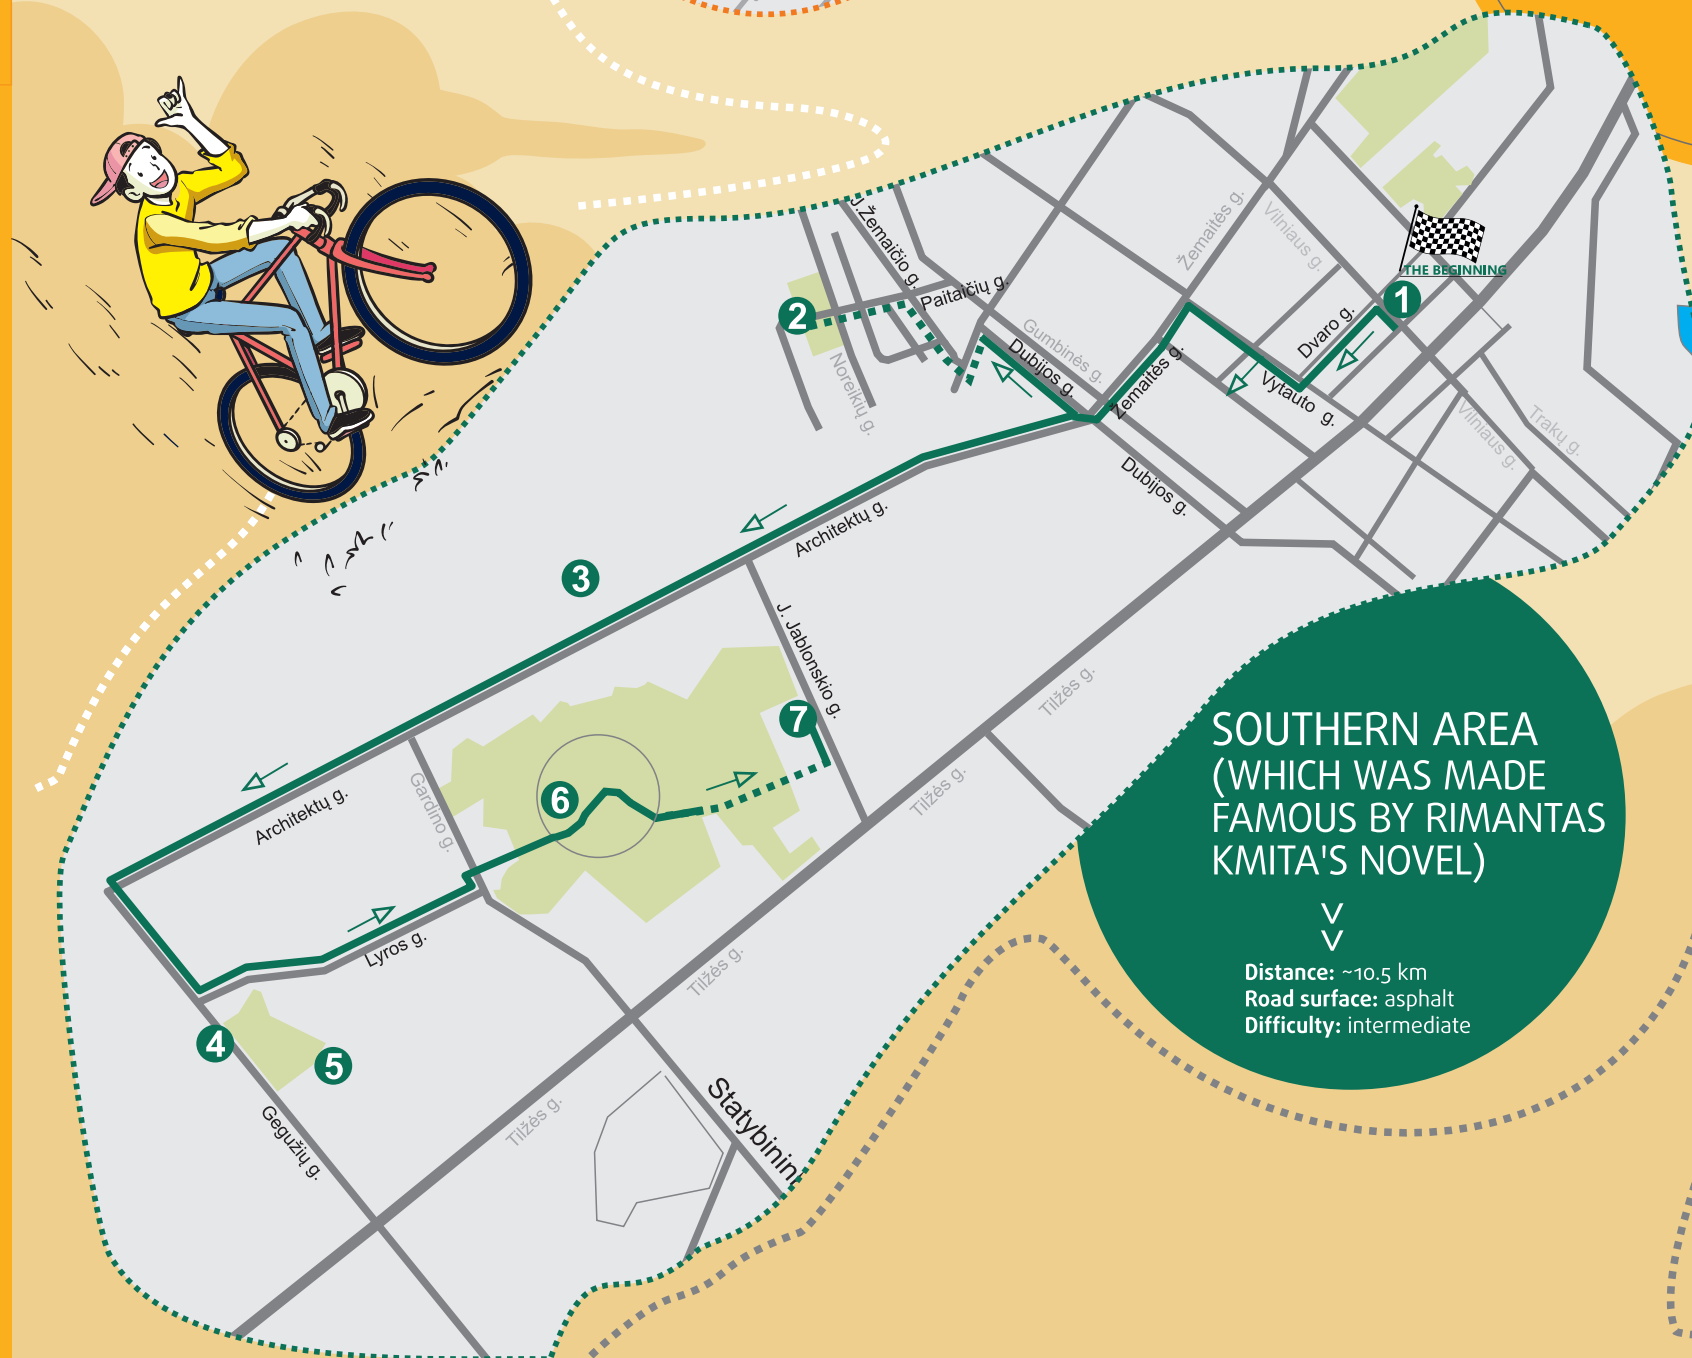 J.Žemaičio g.
Paitaičių g.
Žemaitės g.
Vilniaus g.
THE BEGINNING
1
2
Noreikių g.
Gumbinės g.
Dubijos g.
Žemaitės g.
Dvaro g.
Vytauto g.
Vilniaus g.
Trakų g.
Dubijos g.
Architektų g.
3
J. Jablonskio g.
7
6
Tilžės g.
Tilžės g.
Gardino g.
Architektų g.
Lyros g.
Tilžės g.
4
5
Gegužių g.
Tilžės g.
Statybinin
SOUTHERN AREA
(WHICH WAS MADE
FAMOUS BY RIMANTAS
KMITA'S NOVEL)
Distance: ~10.5 km
Road surface: asphalt
Difficulty: intermediate